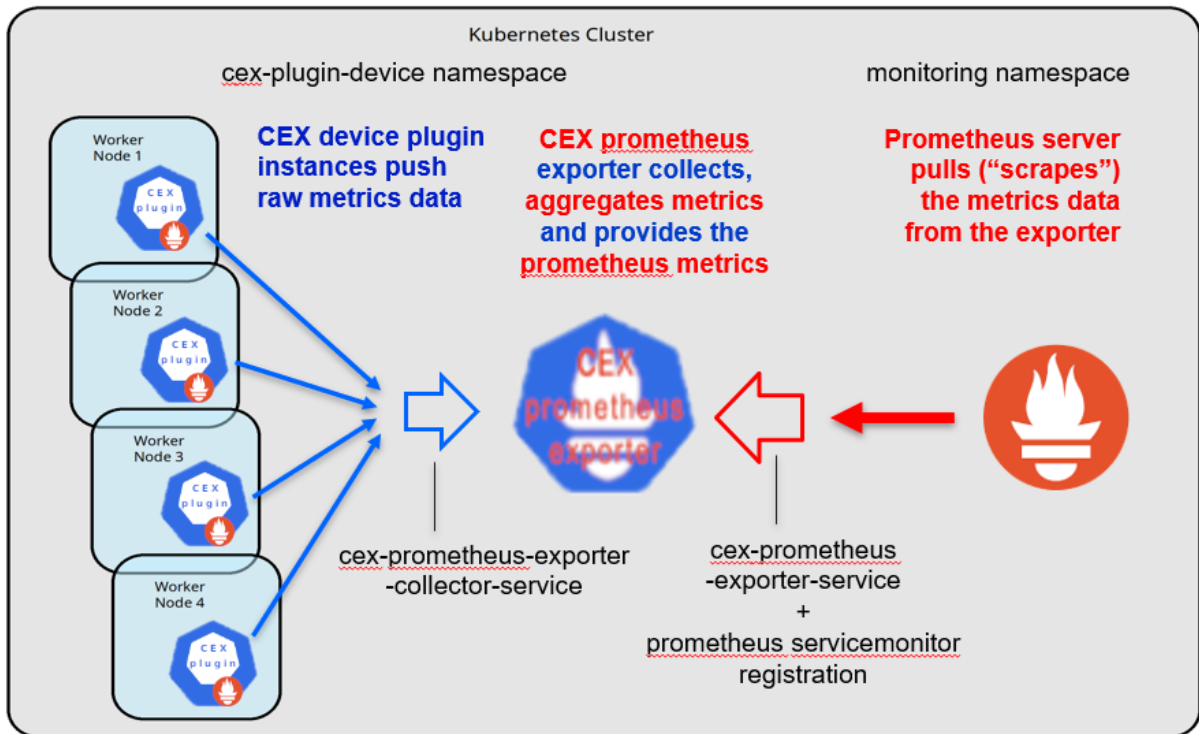 Kubernetes Cluster
cex-plugin-device namespace
monitoring namespace
Worker
Node 1
CEX
plugin
CEX device plugin
instances push
raw metrics data
CEX prometheus
exporter collects,
aggregates metrics
and provides the
prometheus metrics
Prometheus server
pulls (“scrapes”)
the metrics data
from the exporter
Worker
Node 2
CEX
plugin
Worker
Node 3
CEX
plugin
Worker
Node 4
CEX
plugin
CEX
prometheus
exporter
cex-prometheus-exporter
-collector-service
cex-prometheus
-exporter-service
+
prometheus servicemonitor
registration